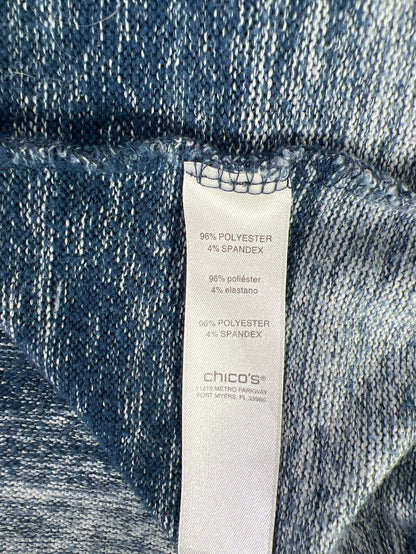 96% POLYESTER
4% SPANDEX
96% poliéster
4% elastano
96% POLYESTER
4% SPANDEX
chico's®
11215 METRO PARKWAY
FORT MYERS, FL 33966